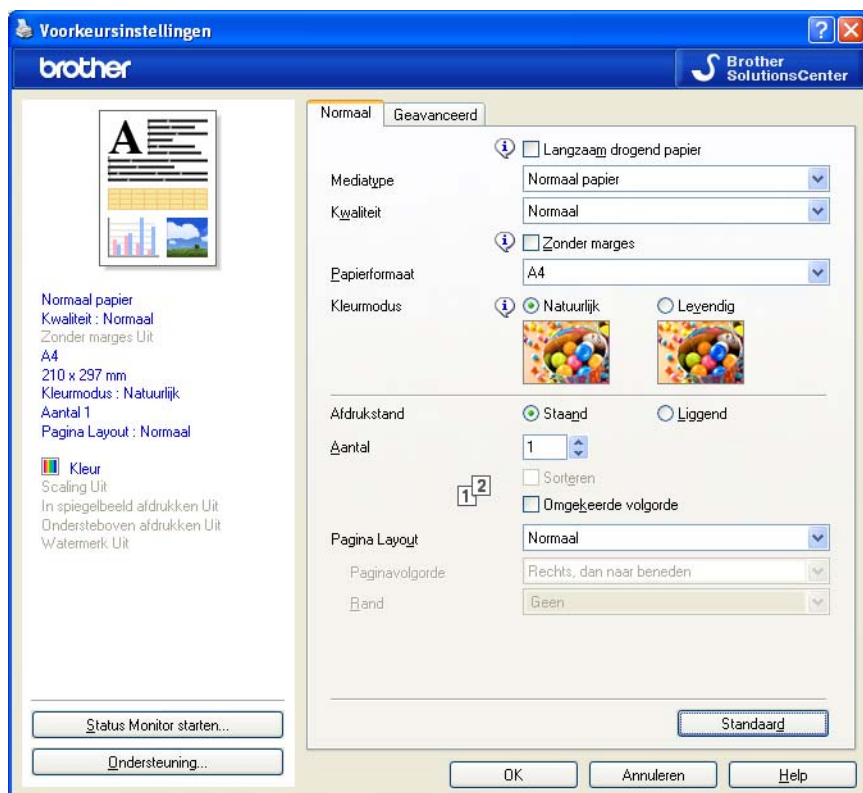 Voorkeursinstellingen
brother
Brother
SolutionsCenter
A
Normaal papier
Kwaliteit : Normaal
Zonder marges Uit
A4
210 x 297 mm
Kleurmodus : Natuurlijk
Aantal 1
Pagina Layout : Normaal
Kleur
Scaling Uit
In spiegelbeeld afdrukken Uit
Ondersteboven afdrukken Uit
Watermerk Uit
Status Monitor starten...
Ondersteuning...
Normaal Geavanceerd
Langzaam drogend papier
Mediatype Normaal papier
Kwaliteit Normaal
Zonder marges
Papierformaat A4
Kleurmodus Natuurlijk Levendig
Afdrukstand Staand Liggend
Aantal 1
Sorteren
12
Omgekeerde volgorde
Pagina Layout Normaal
Paginavolgorde Rechts, dan naar beneden
Rand Geen
Standaard
OK Annuleren Help